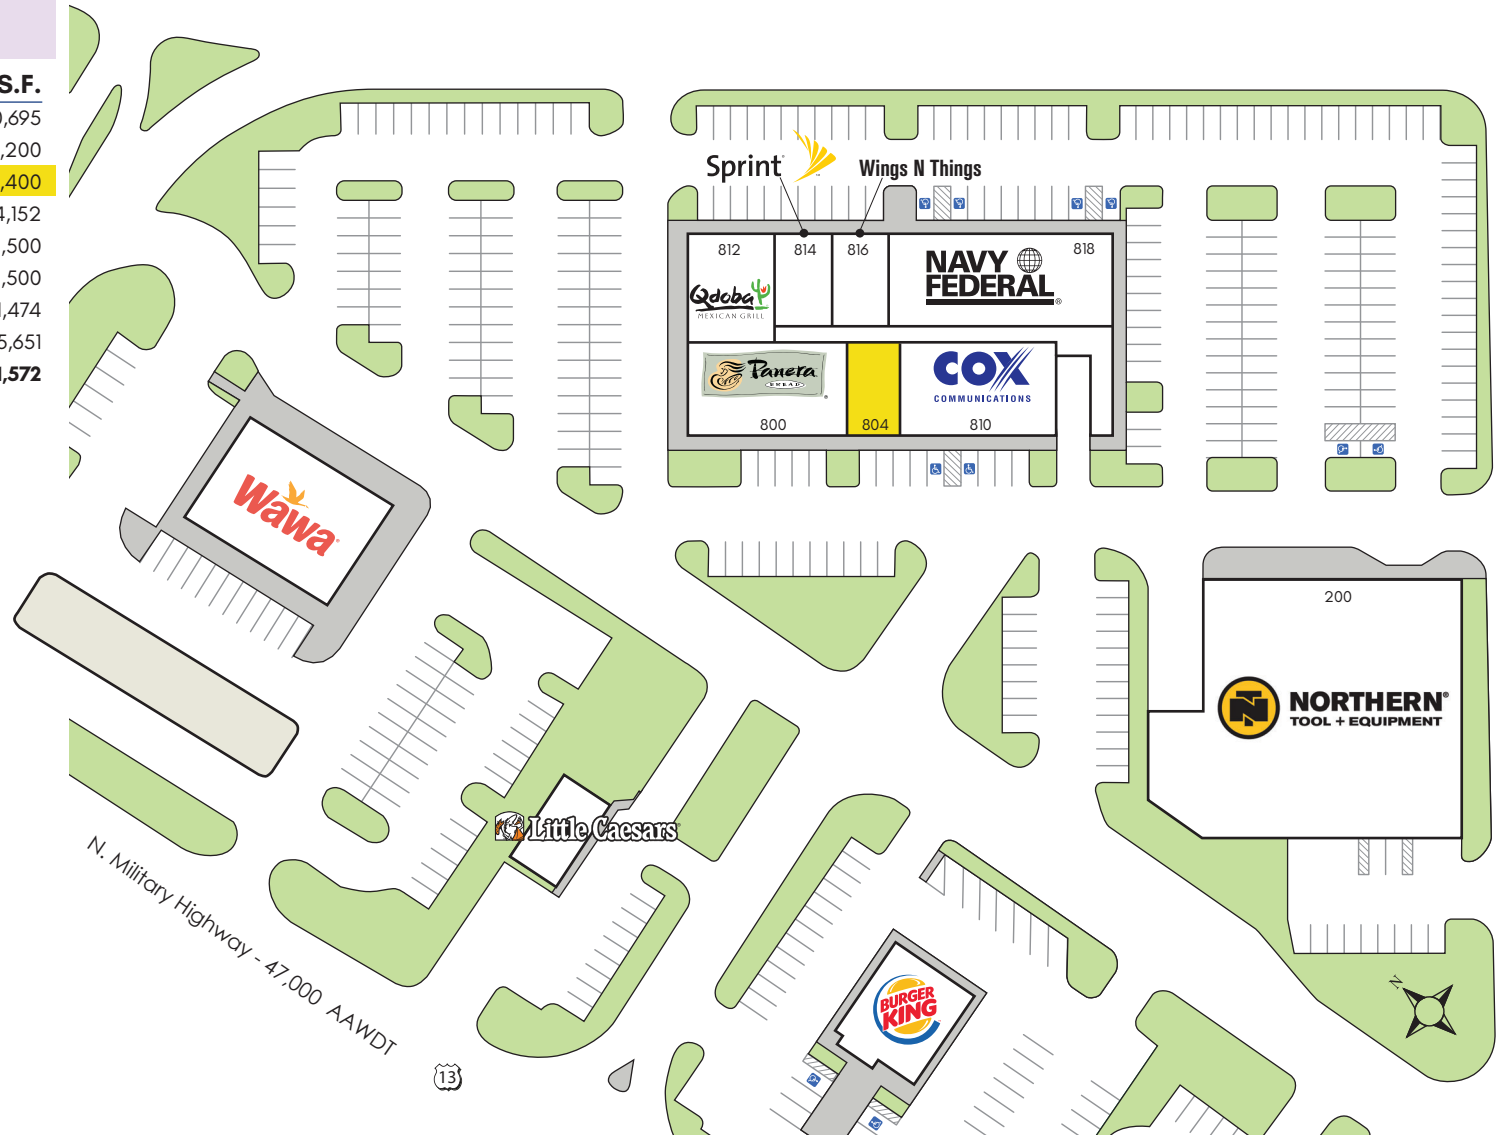 S.F.
,695
,200
,400
,152
,500
,500
,474
5,651
,572
Sprint
Wings N Things
812
814
816
818
NAVY
FEDERAL®
Qdoba
MEXICAN GRILL
Panera
BREAD
®
COX
COMMUNICATIONS
800
804
810
Wawa®
200
NORTHERN®
TOOL + EQUIPMENT
Little Caesars
N. Military Highway - 47,000 AAWDT
13
BURGER
KING
N